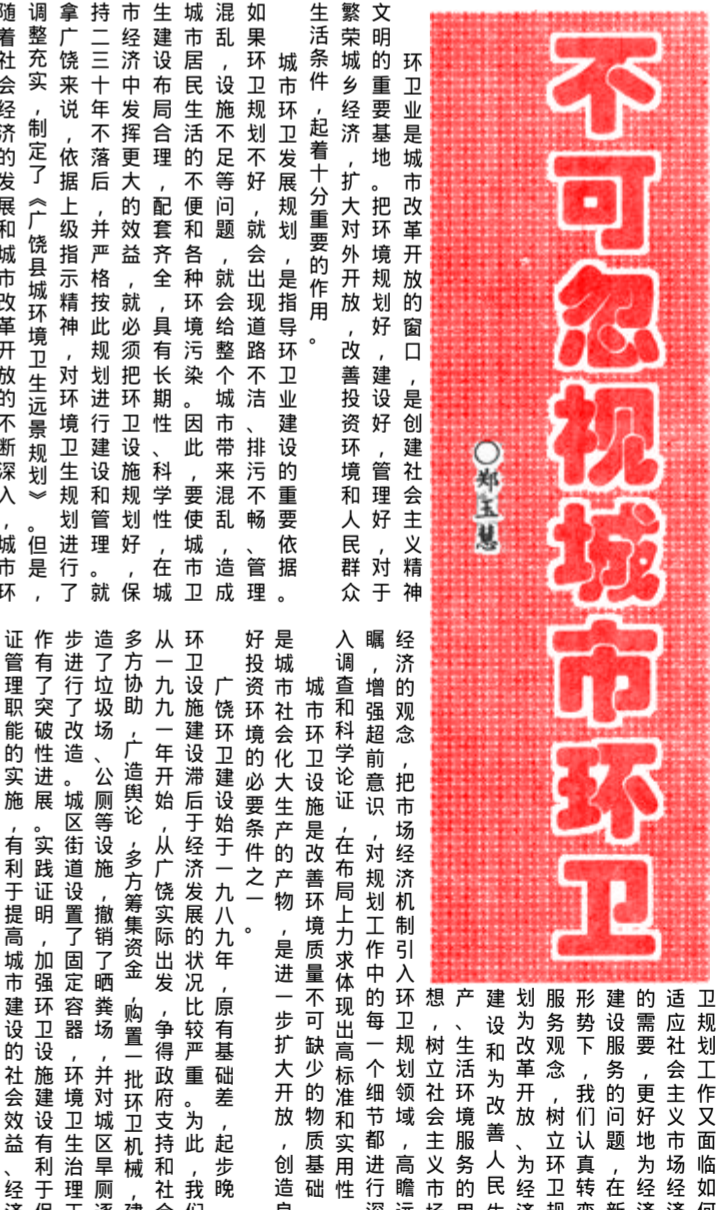 不可忽视城市环卫
○郑玉慧
环卫业是城市改革开放的窗口，是创建社会主义精神
文明的重要基地。把环境规划好，建设好，管理好，对于
繁荣城乡经济，扩大对外开放，改善投资环境和人民群众
生活条件，起着十分重要的作用。
城市环卫发展规划，是指导环卫业建设的重要依据。
如果环卫规划不好，就会出现道路不洁、排污不畅、管理
混乱，设施不足等问题，就会给整个城市带来混乱，造成
城市居民生活的不便和各种环境污染。因此，要使城市卫
生建设布局合理，配套齐全，具有长期性、科学性，在城
市经济中发挥更大的效益，就必须把环卫设施规划好，保
持二三十年不落后，并严格按此规划进行建设和管理。就
拿广饶来说，依据上级指示精神，对环境卫生规划进行了
调整充实，制定了《广饶县城环境卫生远景规划》。但是，
随着社会经济的发展和城市改革开放的不断深入，城市环
卫规划工作又面临如何
适应社会主义市场经济
的需要，更好地为经济
建设服务的问题，在新
形势下，我们认真转变
服务观念，树立环卫规
划为改革开放、为经济
建设和为改善人民生
产、生活环境服务的思
想，树立社会主义市场
经济的观念，把市场经济机制引入环卫规划领域，高瞻远
瞩，增强超前意识，对规划工作中的每一个细节都进行深
入调查和科学论证，在布局上力求体现出高标准和实用性
城市环卫设施是改善环境质量不可缺少的物质基础
是城市社会化大生产的产物，是进一步扩大开放，创造良
好投资环境的必要条件之一。
广饶环卫建设始于一九八九年，原有基础差，起步晚
环卫设施建设滞后于经济发展的状况比较严重。为此，我们
从一九九一年开始，从广饶实际出发，争得政府支持和社会
多方协助，广造舆论，多方筹集资金，购置一批环卫机械，建
造了垃圾场、公厕等设施，撤销了晒粪场，并对城区旱厕逐
步进行了改造。城区街道设置了固定容器，环境卫生治理工
作有了突破性进展。实践证明，加强环卫设施建设有利于保
证管理职能的实施，有利于提高城市建设的社会效益、经济